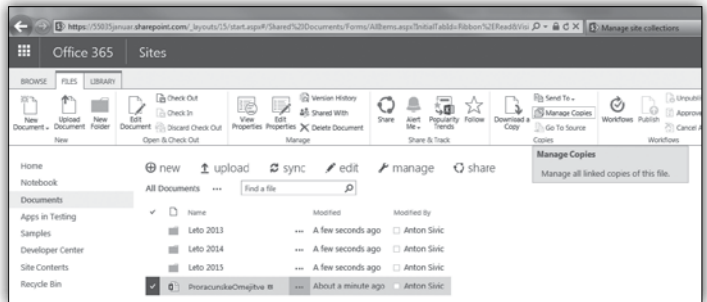 https://55035jxnuar.sharepoint.com/_layouts/15/start.aspx#/Shared%20Documents/Forms/AllItems.aspx?InitialTabId=Ribbon%2ERead&Visi
Manage site collections
Office 365 Sites
BROWSE FILES LIBRARY
New Document
Upload Document
New Folder
New
Edit Document
Check Out
Check In
Discard Check Out
Open & Check Out
View Properties
Edit Properties
Version History
Shared With
Delete Document
Manage
Share
Alert Me
Popularity Trends
Follow
Share & Track
Download a Copy
Send To
Manage Copies
Go To Source
Copies
Workflows
Publish
Approve
Workflows
Manage Copies
Manage all linked copies of this file.
Home
Notebook
Documents
Apps in Testing
Samples
Developer Center
Site Contents
Recycle Bin
new upload sync edit manage share
All Documents ... Find a file
Name Modified Modified By
Leto 2013 ... A few seconds ago Anton Sivic
Leto 2014 ... A few seconds ago Anton Sivic
Leto 2015 ... A few seconds ago Anton Sivic
ProracunskeOmejitve ... About a minute ago Anton Sivic